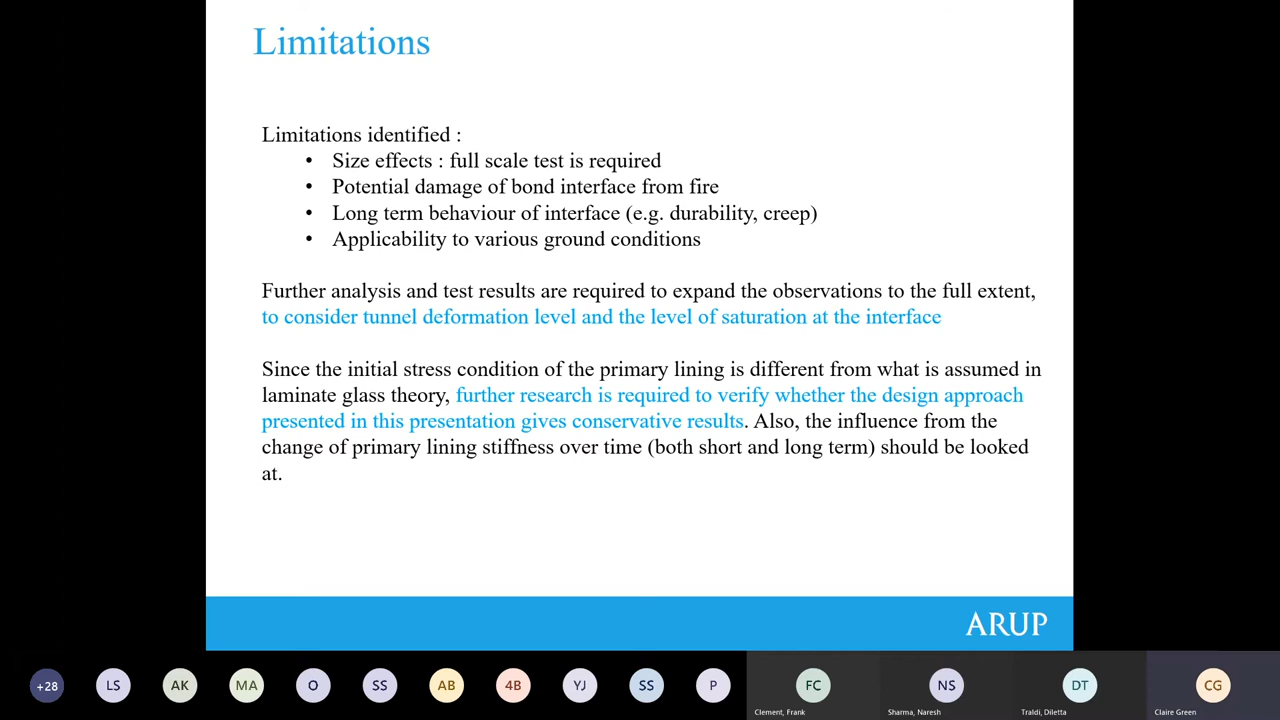 Limitations
Limitations identified :
• Size effects : full scale test is required
• Potential damage of bond interface from fire
• Long term behaviour of interface (e.g. durability, creep)
• Applicability to various ground conditions
Further analysis and test results are required to expand the observations to the full extent,
to consider tunnel deformation level and the level of saturation at the interface
Since the initial stress condition of the primary lining is different from what is assumed in
laminate glass theory, further research is required to verify whether the design approach
presented in this presentation gives conservative results. Also, the influence from the
change of primary lining stiffness over time (both short and long term) should be looked
at.
ARUP
+28 LS AK MA O SS AB 4B YJ SS P FC NS DT CG
Clement, Frank Sharma, Naresh Traldi, Diletta Claire Green